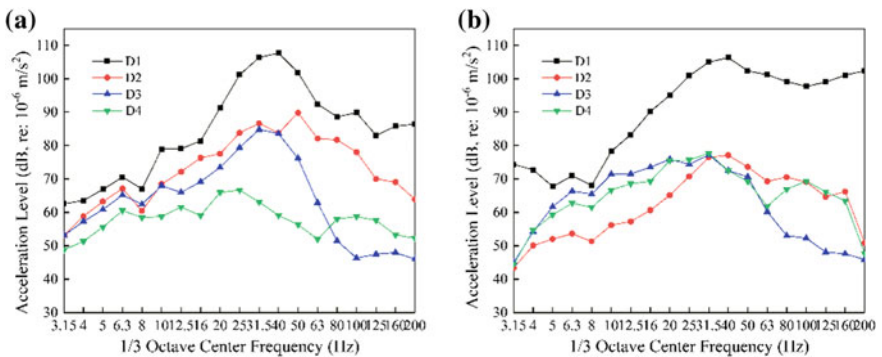 (a)
110
100
90
80
70
60
50
40
30
Acceleration Level (dB, re: 10⁻⁶ m/s²)
D1
D2
D3
D4
3.15 4 5 6.3 8 10 12.5 16 20 25 31.5 40 50 63 80 100 125 160 200
1/3 Octave Center Frequency (Hz)
(b)
110
100
90
80
70
60
50
40
30
Acceleration Level (dB, re: 10⁻⁶ m/s²)
D1
D2
D3
D4
3.15 4 5 6.3 8 10 12.5 16 20 25 31.5 40 50 63 80 100 125 160 200
1/3 Octave Center Frequency (Hz)